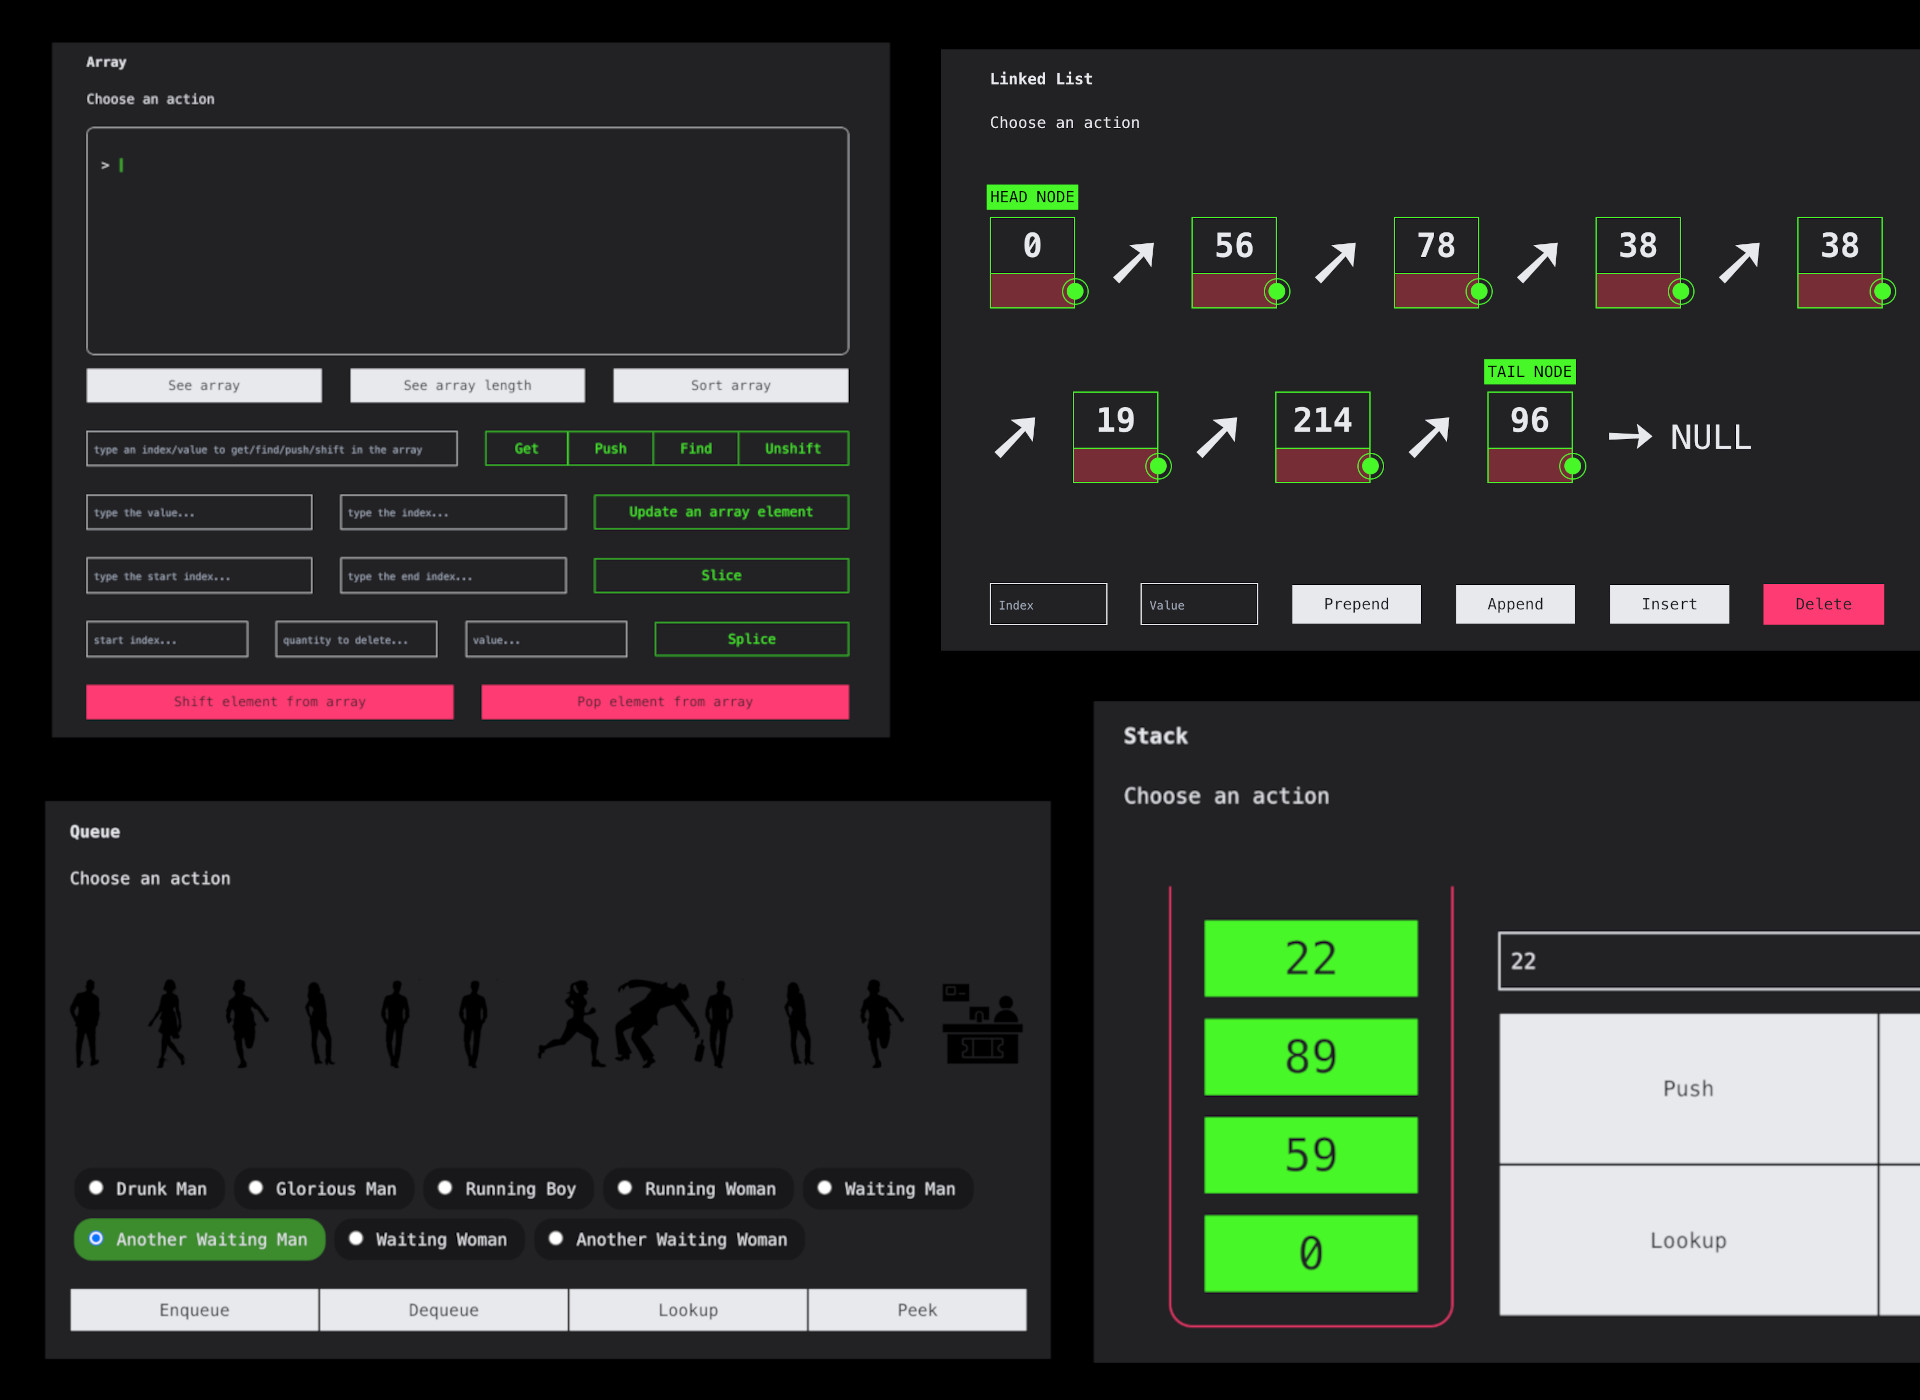 Array
Choose an action
>
See array
See array length
Sort array
type an index/value to get/find/push/shift in the array
Get
Push
Find
Unshift
type the value...
type the index...
Update an array element
type the start index...
type the end index...
Slice
start index...
quantity to delete...
value...
Splice
Shift element from array
Pop element from array
Linked List
Choose an action
HEAD NODE
0
56
78
38
38
TAIL NODE
19
214
96
NULL
Index
Value
Prepend
Append
Insert
Delete
Queue
Choose an action
Drunk Man
Glorious Man
Running Boy
Running Woman
Waiting Man
Another Waiting Man
Waiting Woman
Another Waiting Woman
Enqueue
Dequeue
Lookup
Peek
Stack
Choose an action
22
89
59
0
22
Push
Lookup